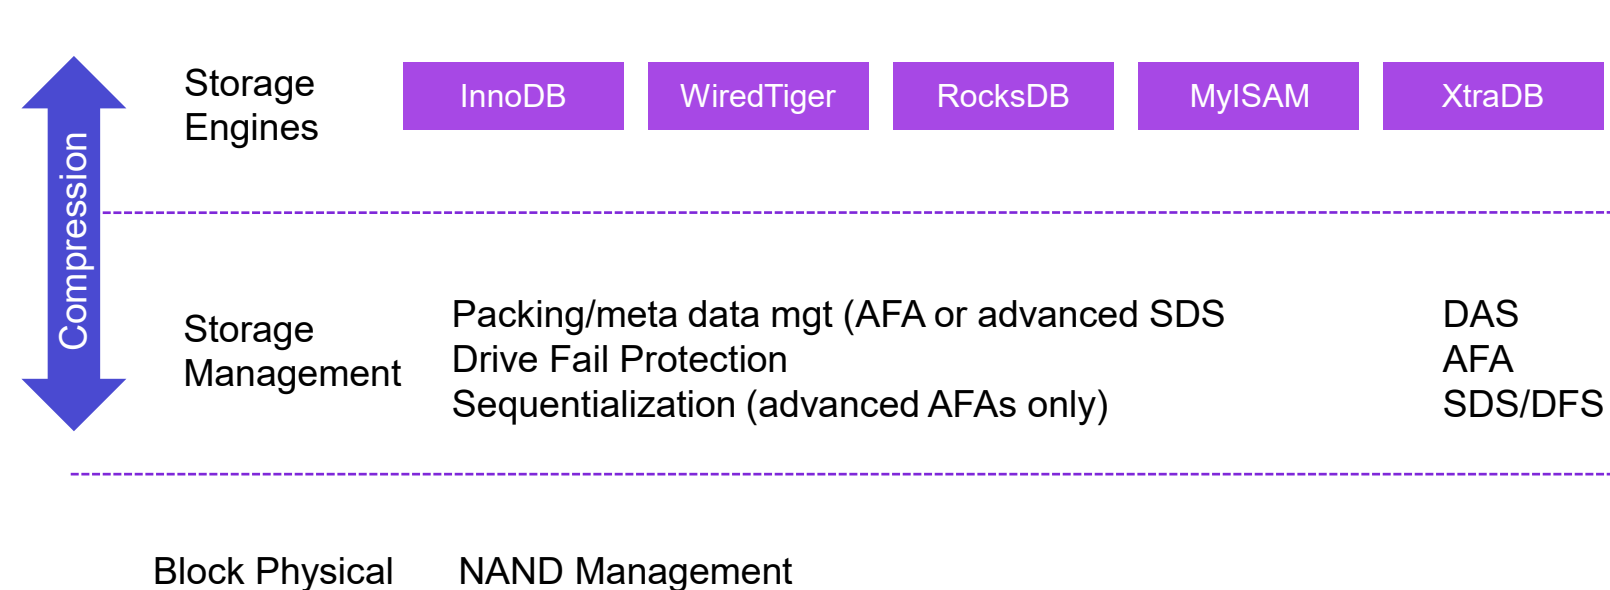 Storage
Engines
InnoDB
WiredTiger
RocksDB
MyISAM
XtraDB
Compression
Storage
Management
Packing/meta data mgt (AFA or advanced SDS
Drive Fail Protection
Sequentialization (advanced AFAs only)
DAS
AFA
SDS/DFS
Block Physical
NAND Management